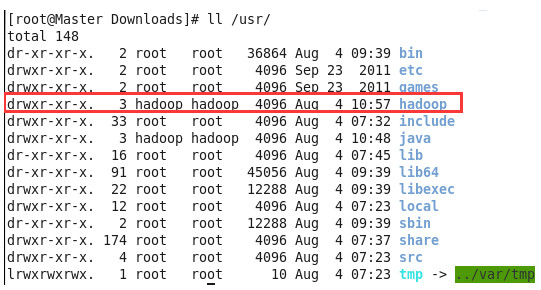 [root@Master Downloads]# ll /usr/
total 148
dr-xr-xr-x.   2 root   root   36864 Aug  4 09:39 bin
drwxr-xr-x.   2 root   root    4096 Sep 23  2011 etc
drwxr-xr-x.   2 root   root    4096 Sep 23  2011 games
drwxr-xr-x.   3 hadoop hadoop  4096 Aug  4 10:57 hadoop
drwxr-xr-x.  33 root   root    4096 Aug  4 07:32 include
drwxr-xr-x.   3 hadoop hadoop  4096 Aug  4 10:48 java
dr-xr-xr-x.  16 root   root    4096 Aug  4 07:45 lib
dr-xr-xr-x.  91 root   root   45056 Aug  4 09:39 lib64
drwxr-xr-x.  22 root   root   12288 Aug  4 09:39 libexec
drwxr-xr-x.  12 root   root    4096 Aug  4 07:23 local
dr-xr-xr-x.   2 root   root   12288 Aug  4 09:39 sbin
drwxr-xr-x. 174 root   root    4096 Aug  4 07:37 share
drwxr-xr-x.   4 root   root    4096 Aug  4 07:23 src
lrwxrwxrwx.   1 root   root      10 Aug  4 07:23 tmp -> ../var/tmp